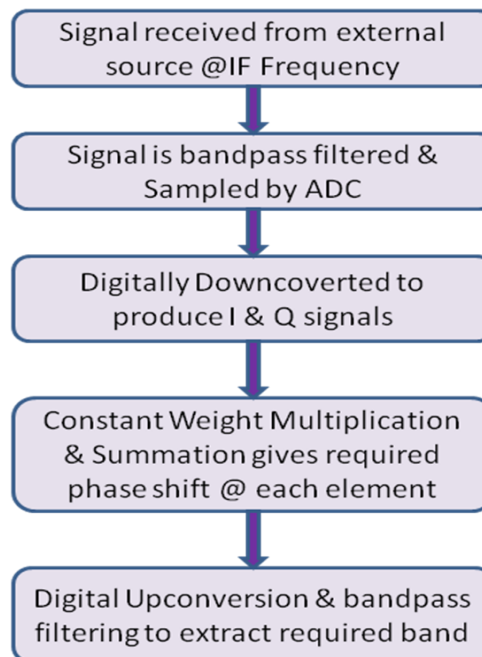 Signal received from external
source @IF Frequency
Signal is bandpass filtered &
Sampled by ADC
Digitally Downcoverted to
produce I & Q signals
Constant Weight Multiplication
& Summation gives required
phase shift @ each element
Digital Upconversion & bandpass
filtering to extract required band